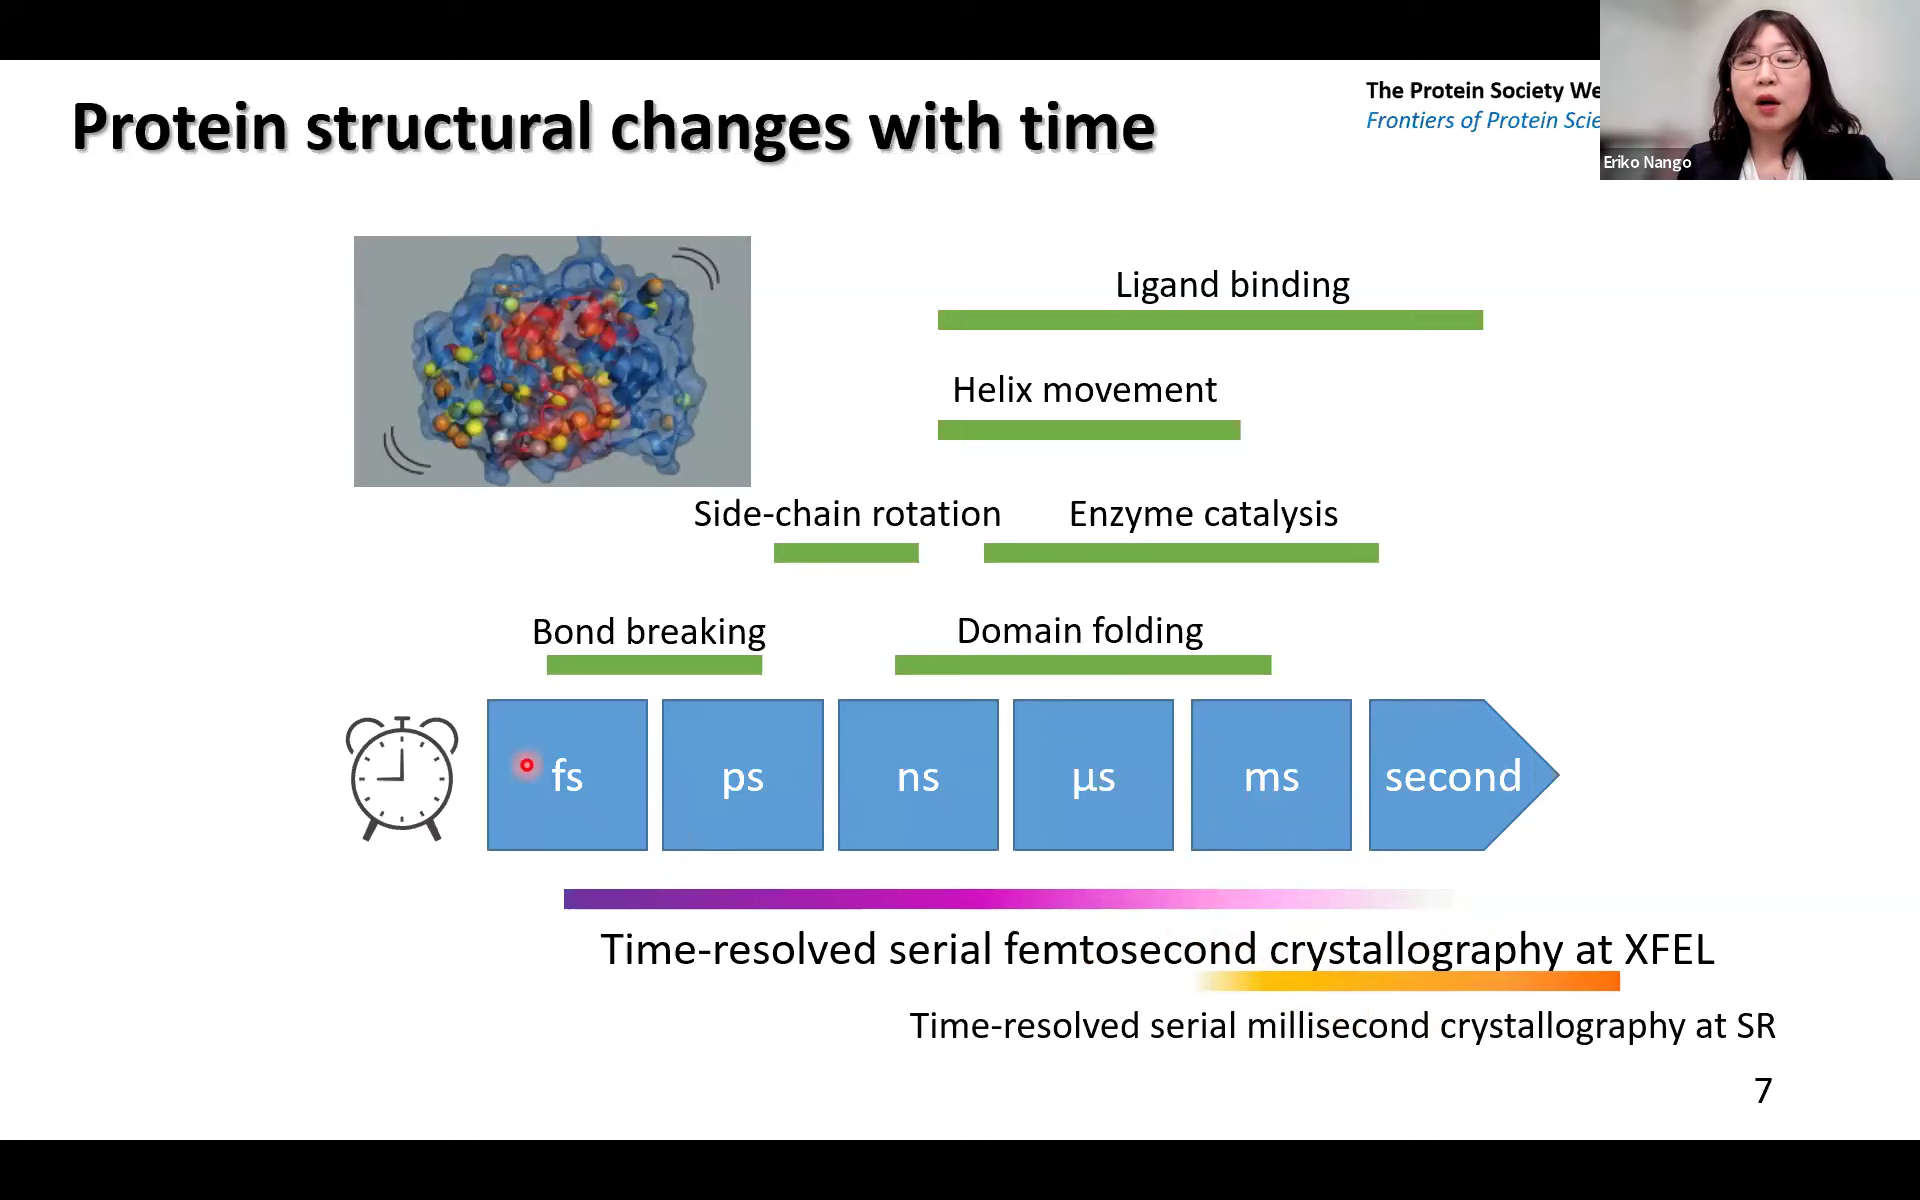 Protein structural changes with time
The Protein Society
Frontiers of Protein
Eriko Nango
Ligand binding
Helix movement
Side-chain rotation
Enzyme catalysis
Bond breaking
Domain folding
fs
ps
ns
µs
ms
second
Time-resolved serial femtosecond crystallography at XFEL
Time-resolved serial millisecond crystallography at SR
7